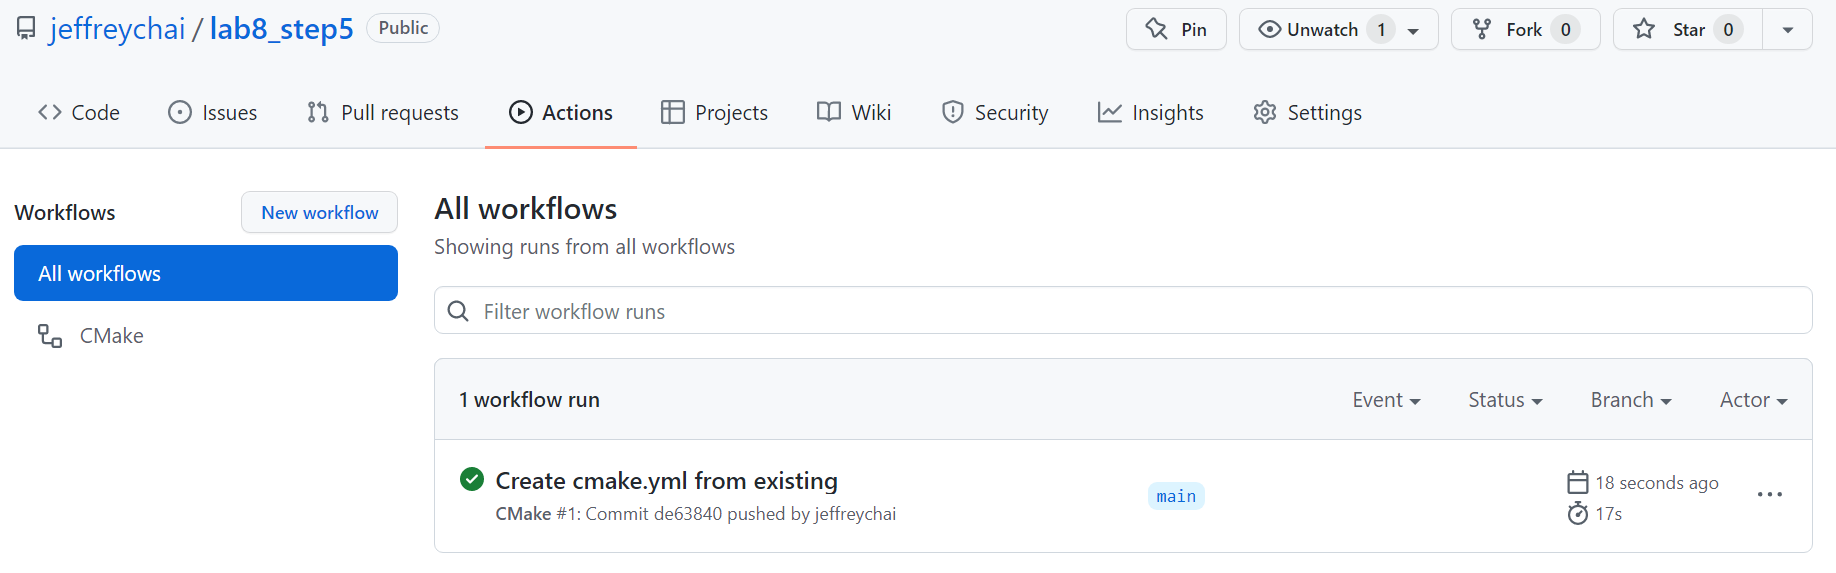 jeffreychai / lab8_step5 Public Pin Unwatch 1 Fork 0 Star 0
Code Issues Pull requests Actions Projects Wiki Security Insights Settings
Workflows New workflow
All workflows
CMake
All workflows
Showing runs from all workflows
Filter workflow runs
1 workflow run Event Status Branch Actor
Create cmake.yml from existing main 18 seconds ago
CMake #1: Commit de63840 pushed by jeffreychai 17s